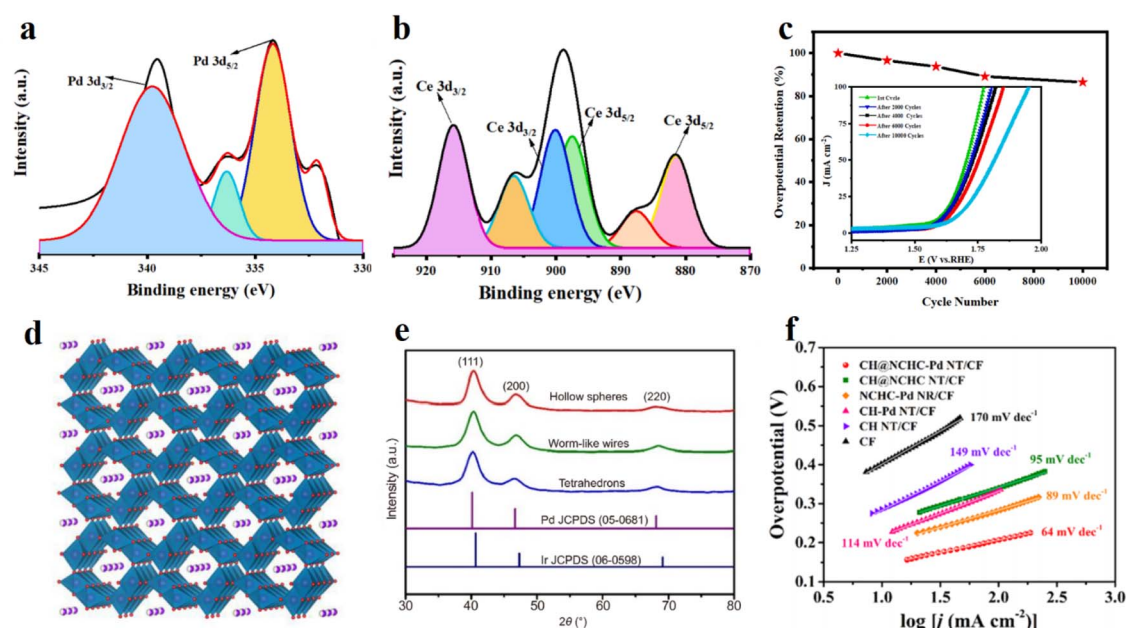 a
Intensity (a.u.)
Pd 3d3/2
Pd 3d5/2
345
340
335
330
Binding energy (eV)
b
Intensity (a.u.)
Ce 3d3/2
Ce 3d3/2
Ce 3d5/2
Ce 3d5/2
920
910
900
890
880
870
Binding energy (eV)
c
Overpotential Retention (%)
100
80
60
40
20
0
0
2000
4000
6000
8000
10000
Cycle Number
1st Cycle
After 2000 Cycles
After 4000 Cycles
After 6000 Cycles
After 10000 Cycles
J (mA cm-2)
100
75
50
25
0
1.25
1.50
1.75
2.00
E (V vs.RHE)
d
e
Intensity (a.u.)
(111)
(200)
(220)
Hollow spheres
Worm-like wires
Tetrahedrons
Pd JCPDS (05-0681)
Ir JCPDS (06-0598)
30
40
50
60
70
80
2θ (°)
f
Overpotential (V)
0.7
0.6
0.5
0.4
0.3
0.2
0.1
CH@NCHC-Pd NT/CF
CH@NCHC NT/CF
NCHC-Pd NR/CF
CH-Pd NT/CF
CH NT/CF
CF
170 mV dec-1
149 mV dec-1
95 mV dec-1
89 mV dec-1
114 mV dec-1
64 mV dec-1
0.5
1.0
1.5
2.0
2.5
3.0
log [j (mA cm-2)]